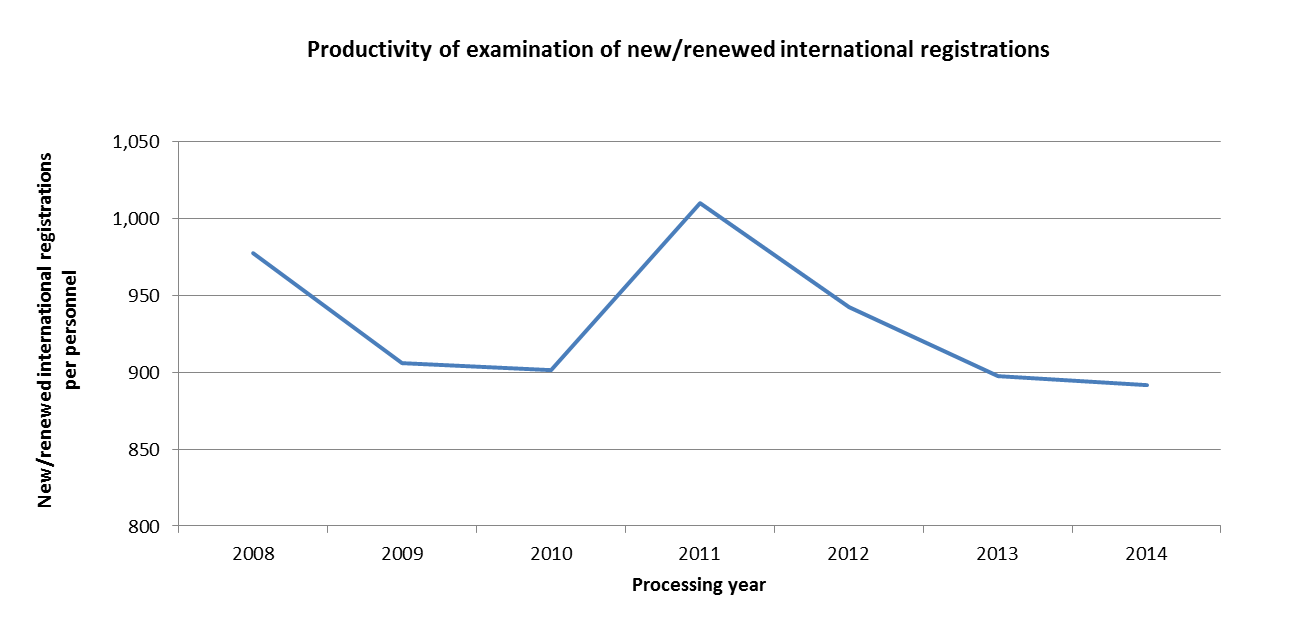 Productivity of examination of new/renewed international registrations
New/renewed international registrations
per personnel
1,050
1,000
950
900
850
800
2008 2009 2010 2011 2012 2013 2014
Processing year